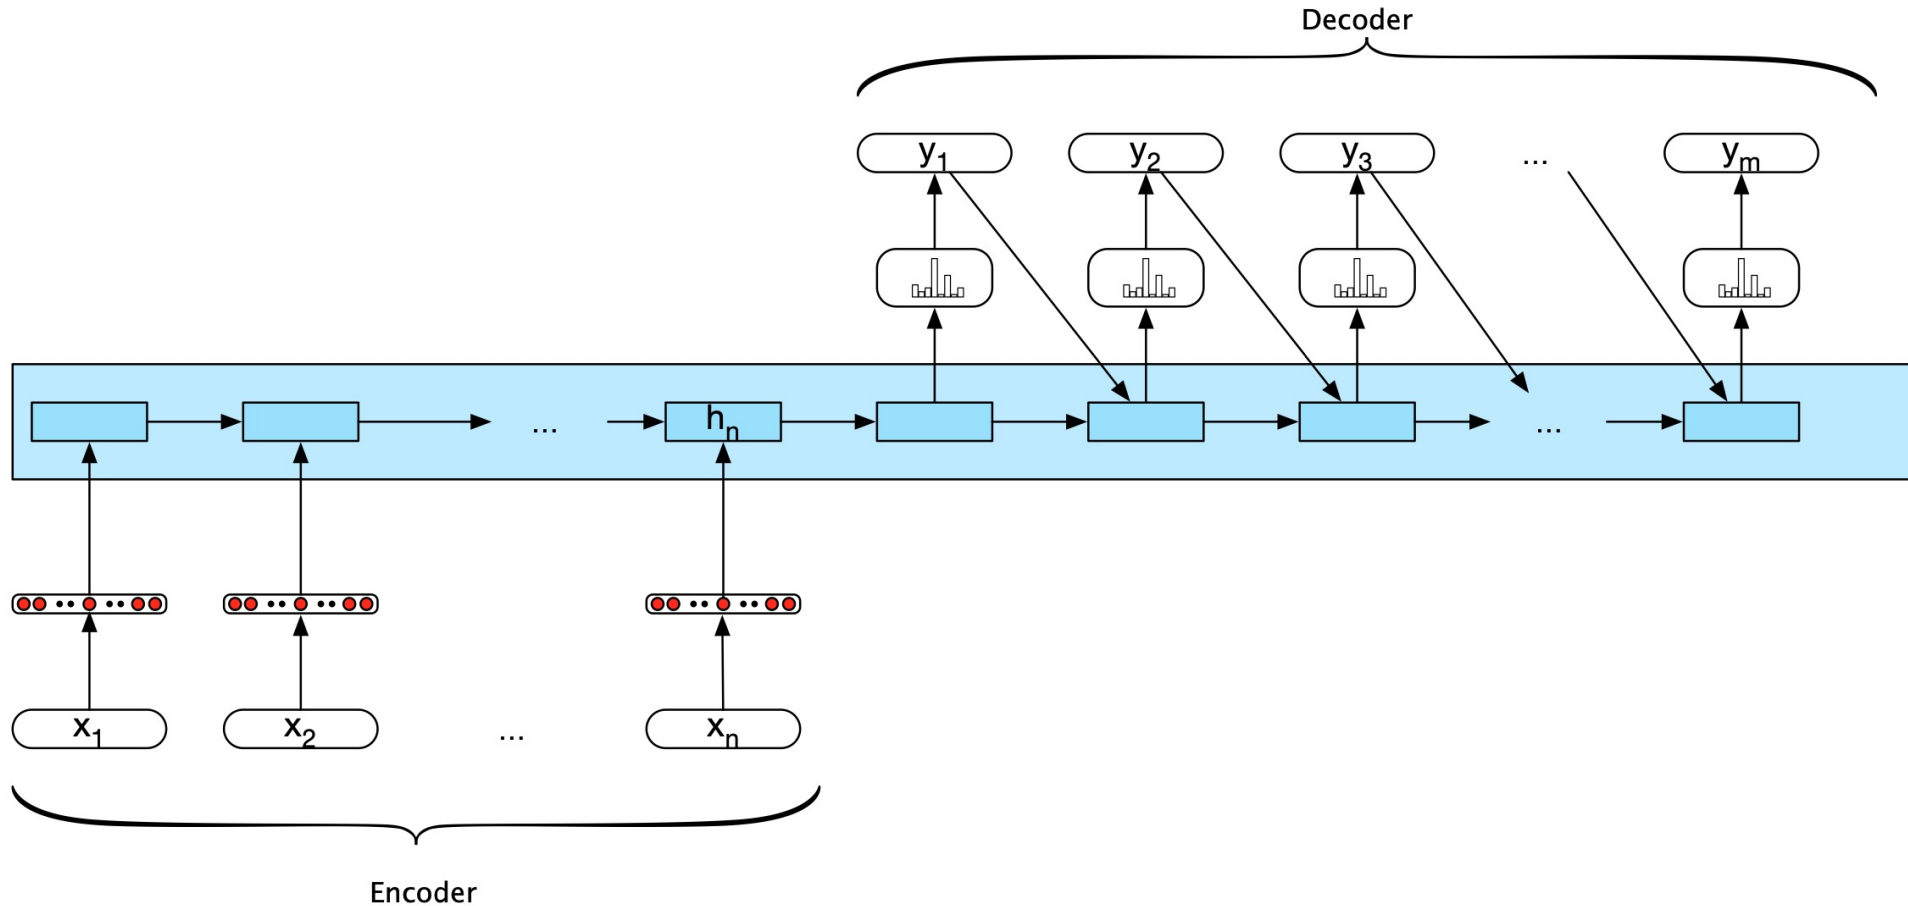 Decoder
y₁ y₂ y₃ ... yₘ
... hₙ ...
x₁ x₂ ... xₙ
Encoder